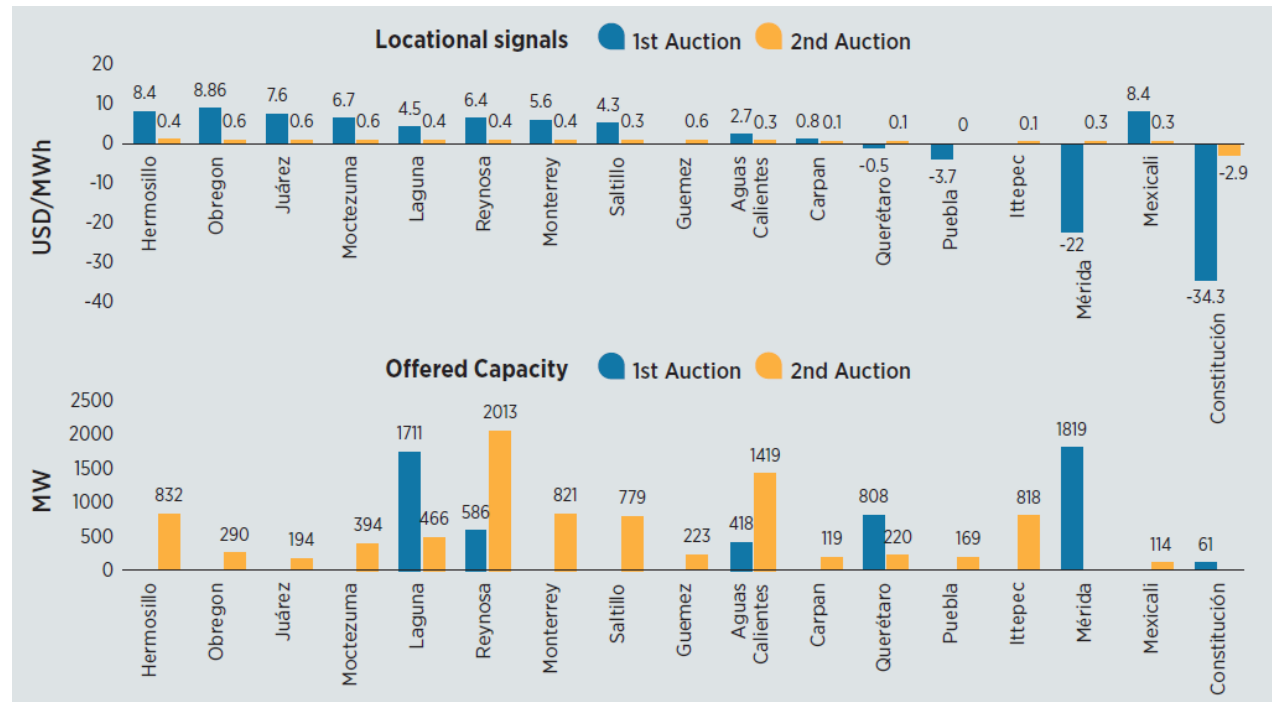 Locational signals 1st Auction 2nd Auction
USD/MWh
20
10
0
-10
-20
-30
-40
8.4 0.4 8.86 0.6 7.6 0.6 6.7 0.6 4.5 0.4 6.4 0.4 5.6 0.4 4.3 0.3 0.6 2.7 0.3 0.8 0.1 -0.5 0.1 -3.7 0 0.1 -22 0.3 8.4 0.3 -34.3 -2.9
Hermosillo
Obregon
Juárez
Moctezuma
Laguna
Reynosa
Monterrey
Saltillo
Guemez
Aguas
Calientes
Carpan
Querétaro
Puebla
Ittepec
Mérida
Mexicali
Constitución
Offered Capacity 1st Auction 2nd Auction
MW
2500
2000
1500
1000
500
0
832 290 194 394 1711 466 586 2013 821 779 223 418 1419 119 808 220 169 818 1819 114 61
Hermosillo
Obregon
Juárez
Moctezuma
Laguna
Reynosa
Monterrey
Saltillo
Guemez
Aguas
Calientes
Carpan
Querétaro
Puebla
Ittepec
Mérida
Mexicali
Constitución